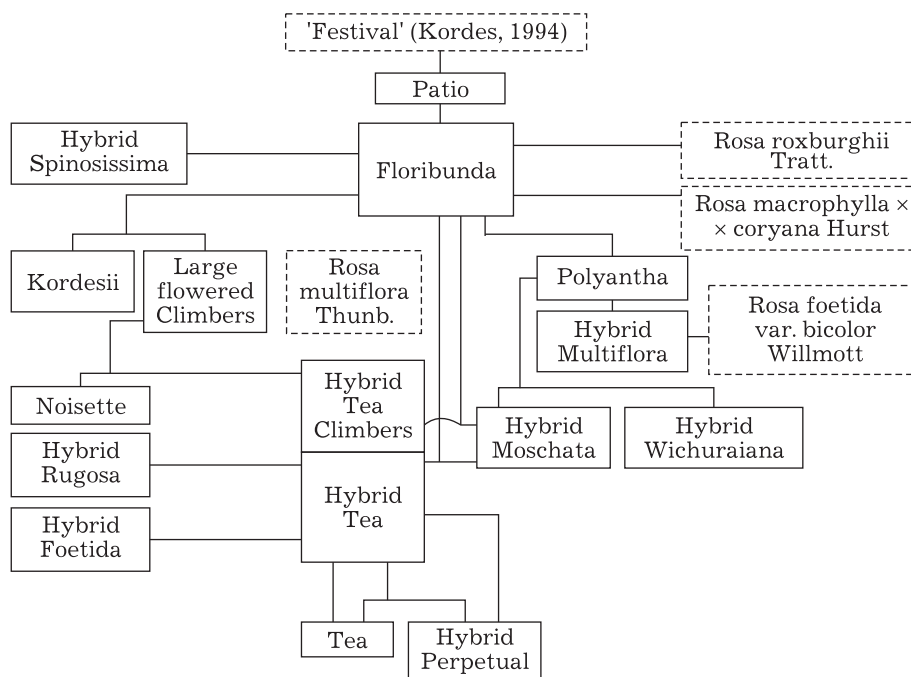 'Festival' (Kordes, 1994)
Patio
Hybrid
Spinosissima
Floribunda
Rosa roxburghii
Tratt.
Rosa macrophylla ×
× coryana Hurst
Kordesii
Large
flowered
Climbers
Rosa
multiflora
Thunb.
Polyantha
Hybrid
Multiflora
Rosa foetida
var. bicolor
Willmott
Noisette
Hybrid
Tea
Climbers
Hybrid
Moschata
Hybrid
Wichuraiana
Hybrid
Rugosa
Hybrid
Tea
Hybrid
Foetida
Tea
Hybrid
Perpetual